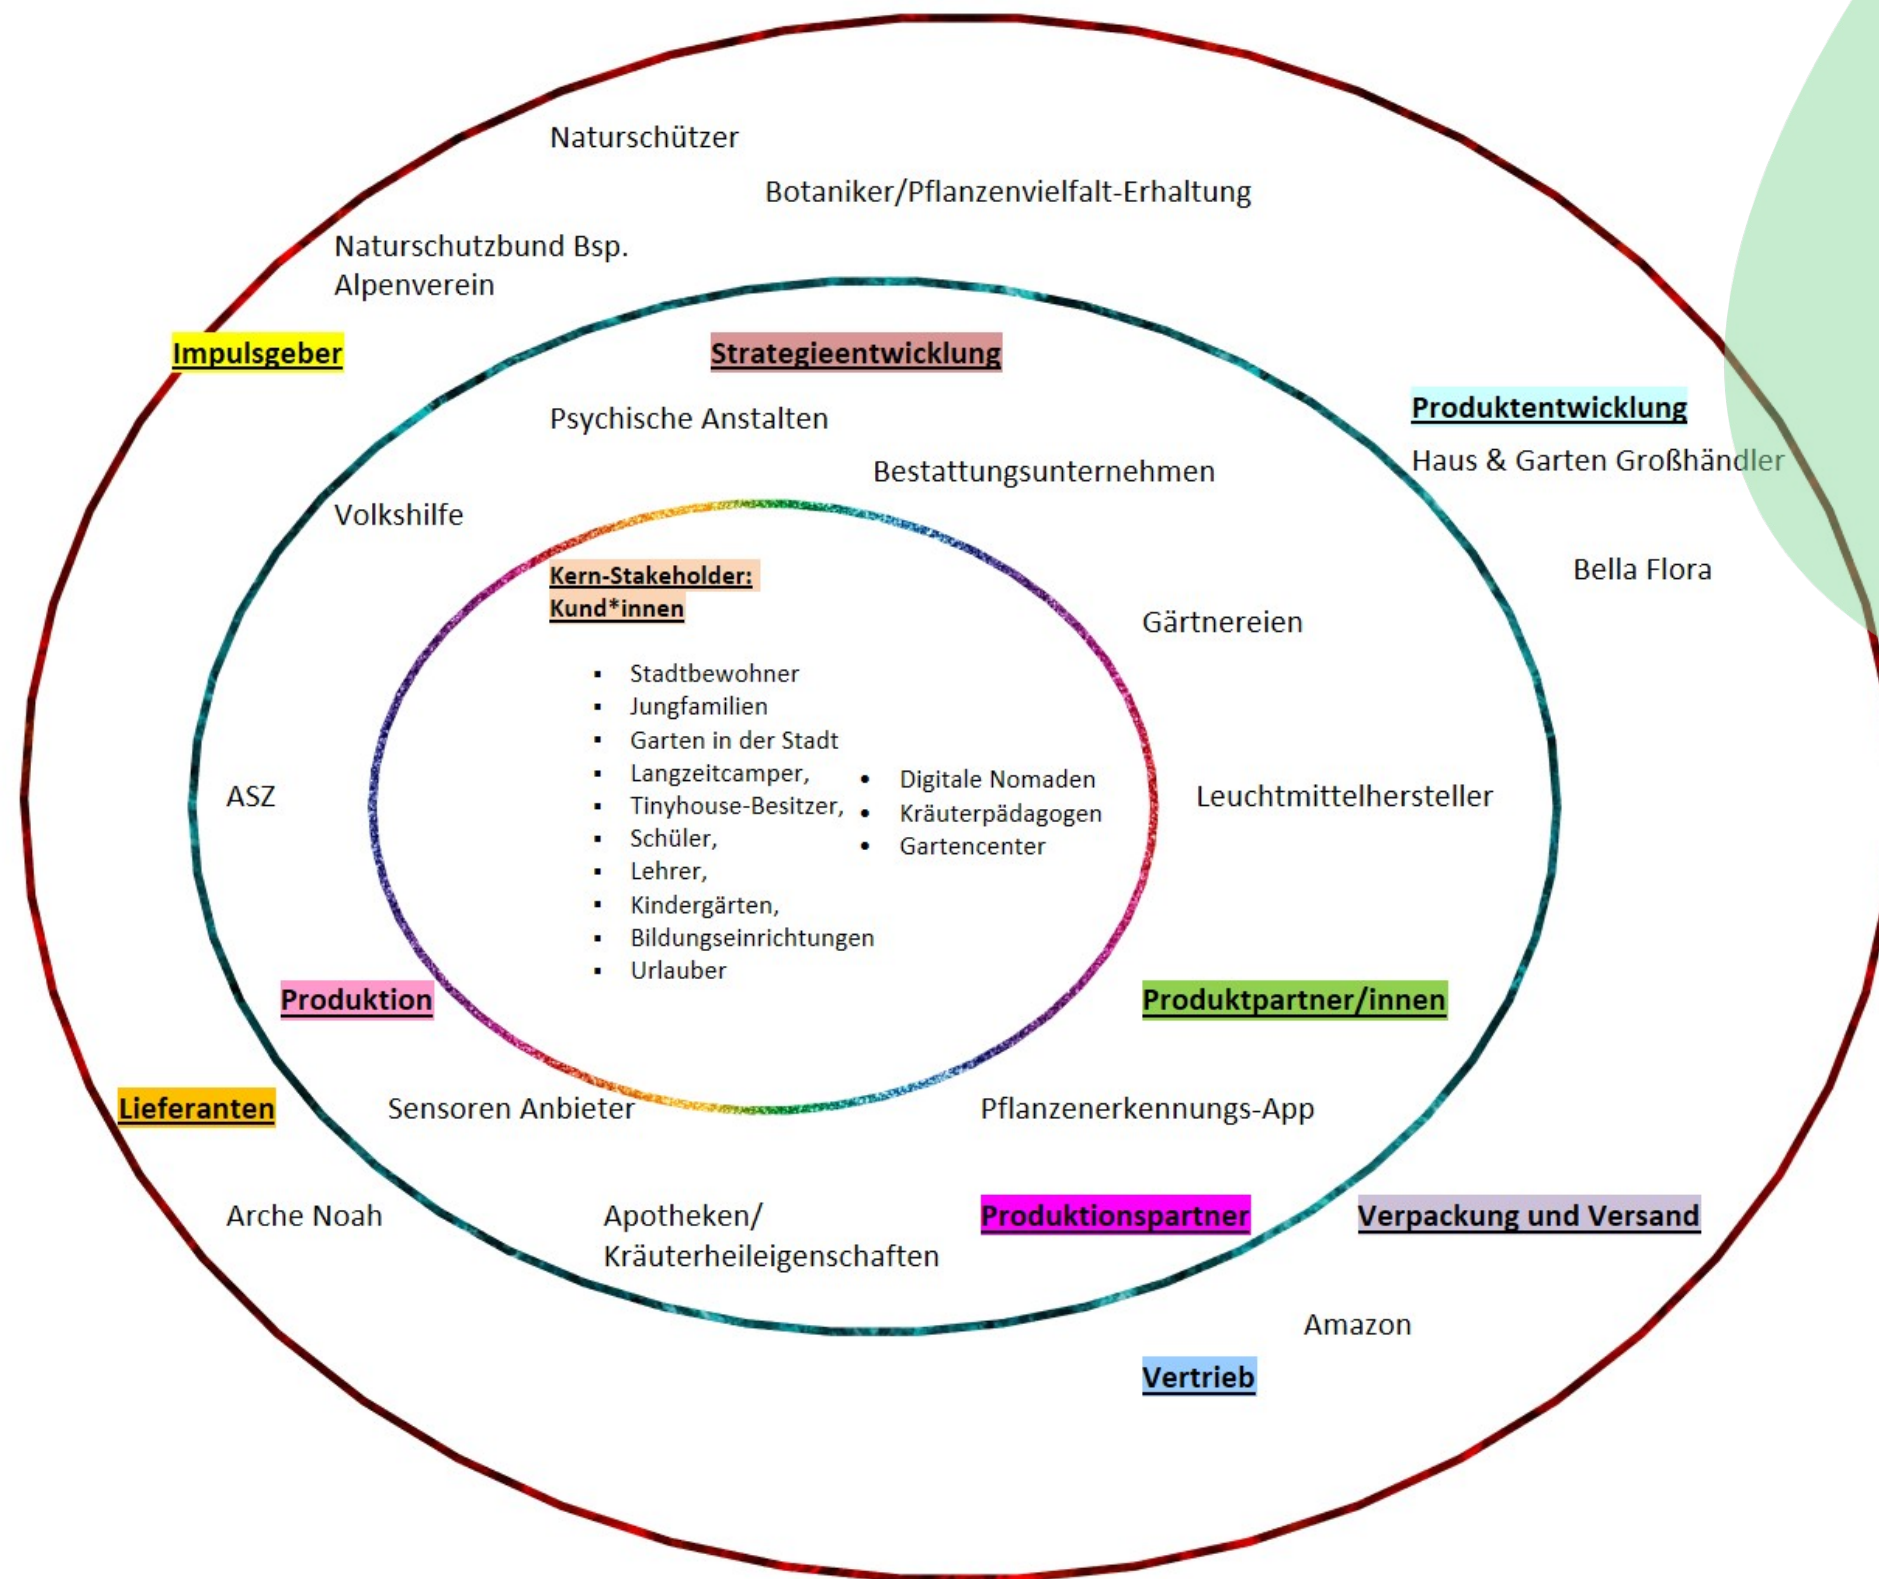 Naturschützer
Botaniker/Pflanzenvielfalt-Erhaltung
Naturschutzbund Bsp.
Alpenverein
Impulsgeber
Strategieentwicklung
Produktentwicklung
Psychische Anstalten
Haus & Garten Großhändler
Bestattungsunternehmen
Volkshilfe
Bella Flora
Kern-Stakeholder:
Kund*innen
Gärtnereien
▪ Stadtbewohner
▪ Jungfamilien
▪ Garten in der Stadt
▪ Langzeitcamper,
▪ Tinyhouse-Besitzer,
▪ Schüler,
▪ Lehrer,
▪ Kindergärten,
▪ Bildungseinrichtungen
▪ Urlauber
• Digitale Nomaden
• Kräuterpädagogen
• Gartencenter
ASZ
Leuchtmittelhersteller
Produktion
Produktpartner/innen
Lieferanten
Sensoren Anbieter
Pflanzenerkennungs-App
Arche Noah
Apotheken/
Kräuterheileigenschaften
Produktionspartner
Verpackung und Versand
Amazon
Vertrieb